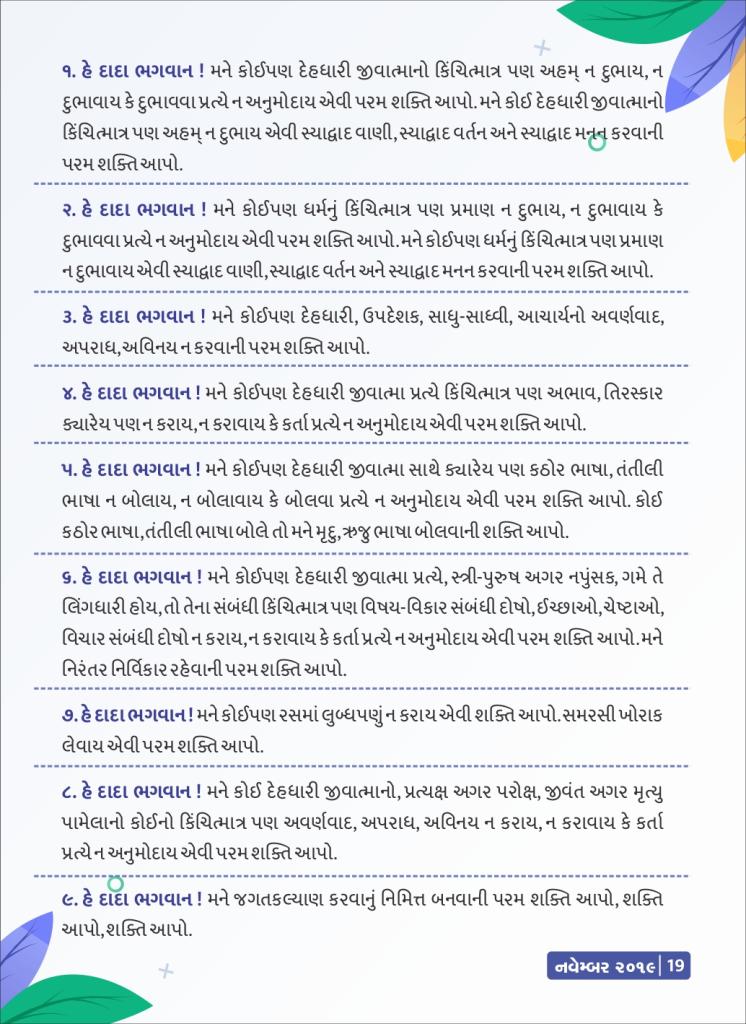 ૧. હે દાદા ભગવાન ! મને કોઈપણ દેહધારી જીવાત્માનો કિંચિત્માત્ર પણ અહમ્ ન દુભાય, ન
દુભાવાય કે દુભાવવા પ્રત્યે ન અનુમોદાય એવી પરમ શક્તિ આપો. મને કોઈ દેહધારી જીવાત્માનો
કિંચિત્માત્ર પણ અહમ્ ન દુભાય એવી સ્યાદ્વાદ વાણી, સ્યાદ્વાદ વર્તન અને સ્યાદ્વાદ મનન કરવાની
પરમ શક્તિ આપો.
૨. હે દાદા ભગવાન ! મને કોઈપણ ધર્મનું કિંચિત્માત્ર પણ પ્રમાણ ન દુભાય, ન દુભાવાય કે
દુભાવવા પ્રત્યે ન અનુમોદાય એવી પરમ શક્તિ આપો. મને કોઈપણ ધર્મનું કિંચિત્માત્ર પણ પ્રમાણ
ન દુભાવાય એવી સ્યાદ્વાદ વાણી, સ્યાદ્વાદ વર્તન અને સ્યાદ્વાદ મનન કરવાની પરમ શક્તિ આપો.
૩. હે દાદા ભગવાન ! મને કોઈપણ દેહધારી, ઉપદેશક, સાધુ-સાધ્વી, આચાર્યનો અવર્ણવાદ,
અપરાધ, અવિનય ન કરવાની પરમ શક્તિ આપો.
૪. હે દાદા ભગવાન ! મને કોઈપણ દેહધારી જીવાત્મા પ્રત્યે કિંચિત્માત્ર પણ અભાવ, તિરસ્કાર
ક્યારેય પણ ન કરાય, ન કરાવાય કે કર્તા પ્રત્યે ન અનુમોદાય એવી પરમ શક્તિ આપો.
૫. હે દાદા ભગવાન ! મને કોઈપણ દેહધારી જીવાત્મા સાથે ક્યારેય પણ કઠોર ભાષા, તંતીલી
ભાષા ન બોલાય, ન બોલાવાય કે બોલવા પ્રત્યે ન અનુમોદાય એવી પરમ શક્તિ આપો. કોઈ
કઠોર ભાષા, તંતીલી ભાષા બોલે તો મને મૃદુ, ઋજુ ભાષા બોલવાની શક્તિ આપો.
૬. હે દાદા ભગવાન ! મને કોઈપણ દેહધારી જીવાત્મા પ્રત્યે, સ્ત્રી-પુરુષ અગર નપુંસક, ગમે તે
લિંગધારી હોય, તો તેના સંબંધી કિંચિત્માત્ર પણ વિષય-વિકાર સંબંધી દોષો, ઈચ્છાઓ, ચેષ્ટાઓ,
વિચાર સંબંધી દોષો ન કરાય, ન કરાવાય કે કર્તા પ્રત્યે ન અનુમોદાય એવી પરમ શક્તિ આપો. મને
નિરંતર નિર્વિકાર રહેવાની પરમ શક્તિ આપો.
૭. હે દાદા ભગવાન ! મને કોઈપણ રસમાં લુબ્ધપણું ન કરાય એવી શક્તિ આપો. સમરસી ખોરાક
લેવાય એવી પરમ શક્તિ આપો.
૮. હે દાદા ભગવાન ! મને કોઈ દેહધારી જીવાત્માનો, પ્રત્યક્ષ અગર પરોક્ષ, જીવંત અગર મૃત્યુ
પામેલાનો કોઈનો કિંચિત્માત્ર પણ અવર્ણવાદ, અપરાધ, અવિનય ન કરાય, ન કરાવાય કે કર્તા
પ્રત્યે ન અનુમોદાય એવી પરમ શક્તિ આપો.
૯. હે દાદા ભગવાન ! મને જગતકલ્યાણ કરવાનું નિમિત્ત બનવાની પરમ શક્તિ આપો, શક્તિ
આપો, શક્તિ આપો.
નવેમ્બર ૨૦૧૯ | 19